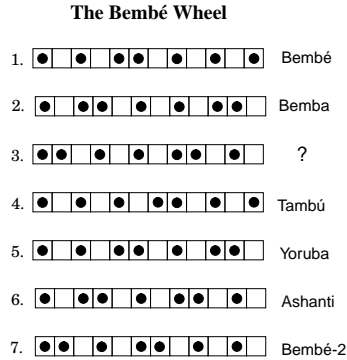 The Bembé Wheel
1. Bembé
2. Bemba
3. ?
4. Tambú
5. Yoruba
6. Ashanti
7. Bembé-2